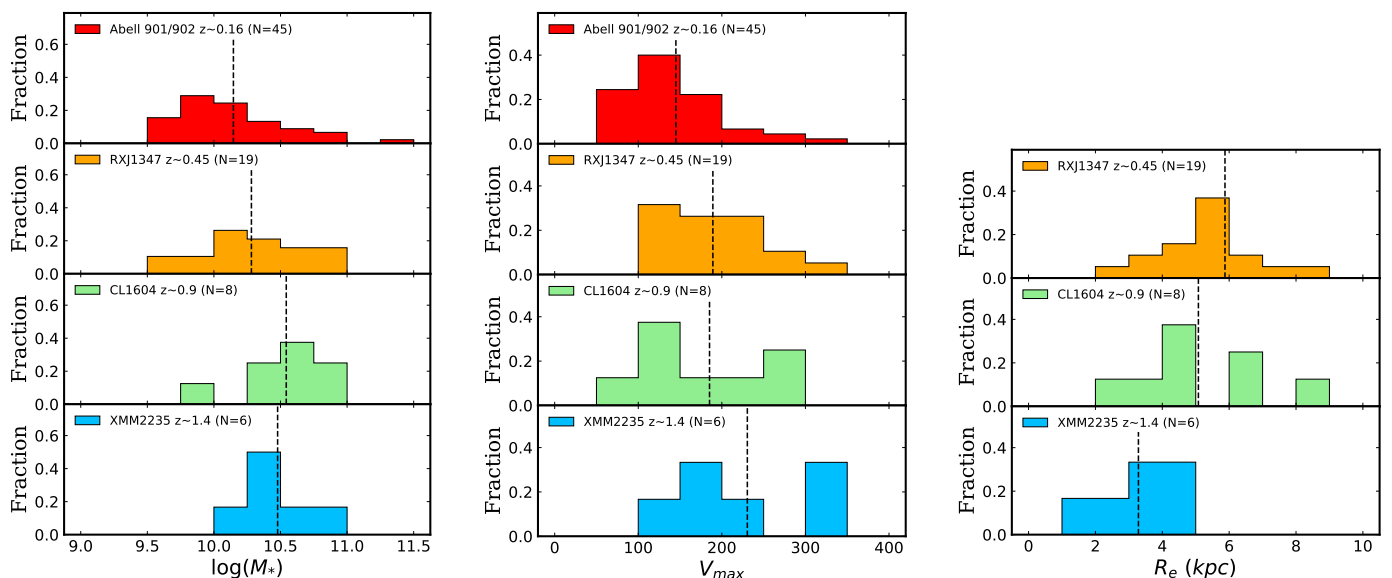 Abell 901/902 z~0.16 (N=45)
Fraction
0.6
0.4
0.2
0.0
RXJ1347 z~0.45 (N=19)
Fraction
0.6
0.4
0.2
0.0
CL1604 z~0.9 (N=8)
Fraction
0.6
0.4
0.2
0.0
XMM2235 z~1.4 (N=6)
Fraction
0.6
0.4
0.2
0.0
9.0 9.5 10.0 10.5 11.0 11.5
log(M*)
Abell 901/902 z~0.16 (N=45)
Fraction
0.4
0.2
0.0
RXJ1347 z~0.45 (N=19)
Fraction
0.4
0.2
0.0
CL1604 z~0.9 (N=8)
Fraction
0.4
0.2
0.0
XMM2235 z~1.4 (N=6)
Fraction
0.4
0.2
0.0
0 100 200 300 400
Vmax
RXJ1347 z~0.45 (N=19)
Fraction
0.4
0.2
0.0
CL1604 z~0.9 (N=8)
Fraction
0.4
0.2
0.0
XMM2235 z~1.4 (N=6)
Fraction
0.4
0.2
0.0
0 2 4 6 8 10
Re (kpc)